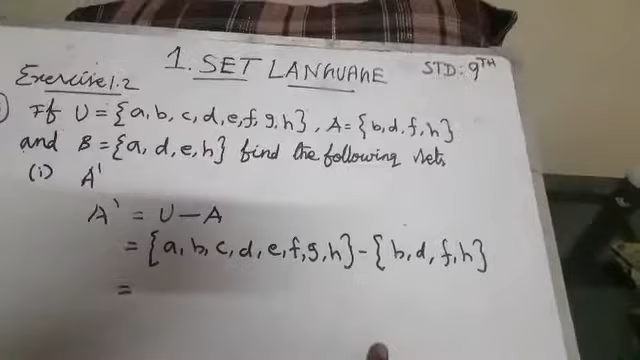 1. SET LANGUAGE STD: 9TH
Exercise 1.2
If U = {a, b, c, d, e, f, g, h}, A = {b, d, f, h}
and B = {a, d, e, h} find the following sets
(i) A'
A' = U - A
= {a, b, c, d, e, f, g, h} - {b, d, f, h}
=